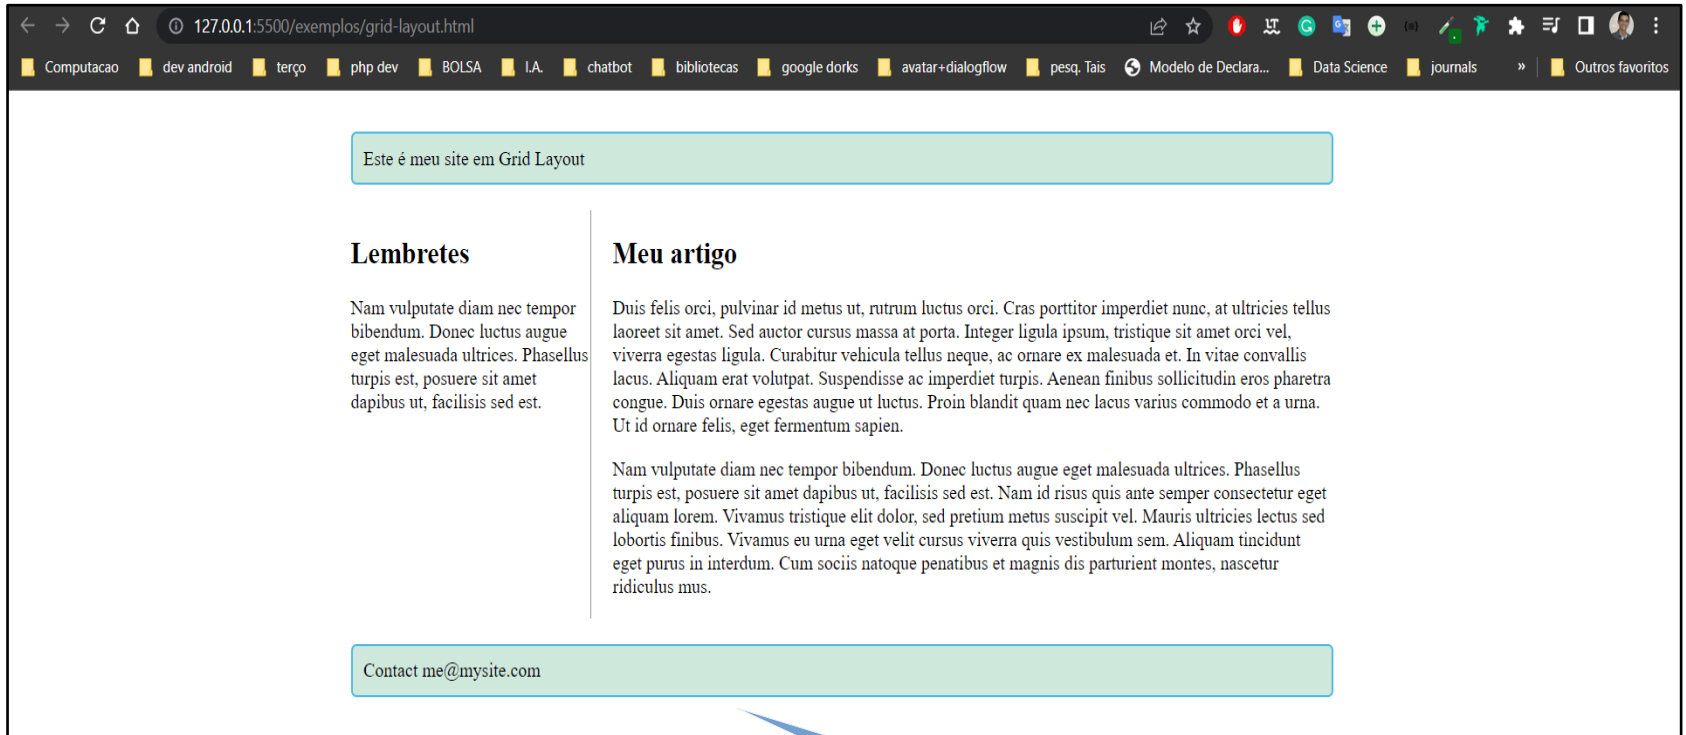 127.0.0.1:5500/exemplos/grid-layout.html
Computacao dev android terço php dev BOLSA I.A. chatbot bibliotecas google dorks avatar+dialogflow pesq. Tais Modelo de Declara... Data Science journals » Outros favoritos
Este é meu site em Grid Layout
Lembretes
Nam vulputate diam nec tempor
bibendum. Donec luctus augue
eget malesuada ultrices. Phasellus
turpis est, posuere sit amet
dapibus ut, facilisis sed est.
Meu artigo
Duis felis orci, pulvinar id metus ut, rutrum luctus orci. Cras porttitor imperdiet nunc, at ultricies tellus
laoreet sit amet. Sed auctor cursus massa at porta. Integer ligula ipsum, tristique sit amet orci vel,
viverra egestas ligula. Curabitur vehicula tellus neque, ac ornare ex malesuada et. In vitae convallis
lacus. Aliquam erat volutpat. Suspendisse ac imperdiet turpis. Aenean finibus sollicitudin eros pharetra
congue. Duis ornare egestas augue ut luctus. Proin blandit quam nec lacus varius commodo et a urna.
Ut id ornare felis, eget fermentum sapien.
Nam vulputate diam nec tempor bibendum. Donec luctus augue eget malesuada ultrices. Phasellus
turpis est, posuere sit amet dapibus ut, facilisis sed est. Nam id risus quis ante semper consectetur eget
aliquam lorem. Vivamus tristique elit dolor, sed pretium metus suscipit vel. Mauris ultricies lectus sed
lobortis finibus. Vivamus eu urna eget velit cursus viverra quis vestibulum sem. Aliquam tincidunt
eget purus in interdum. Cum sociis natoque penatibus et magnis dis parturient montes, nascetur
ridiculus mus.
Contact me@mysite.com